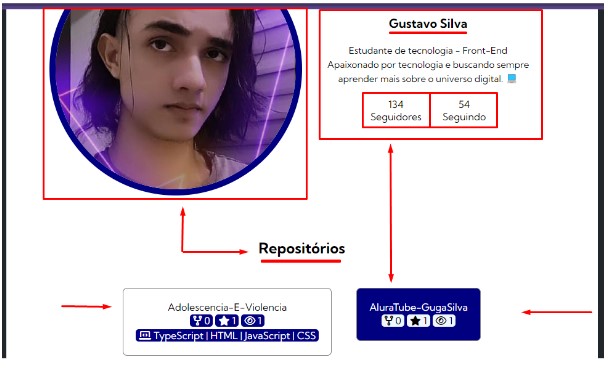 Gustavo Silva
Estudante de tecnologia - Front-End
Apaixonado por tecnologia e buscando sempre
aprender mais sobre o universo digital.
134
Seguidores
54
Seguindo
Repositórios
Adolescencia-E-Violencia
0 1 1
TypeScript | HTML | JavaScript | CSS
AluraTube-GugaSilva
0 1 1